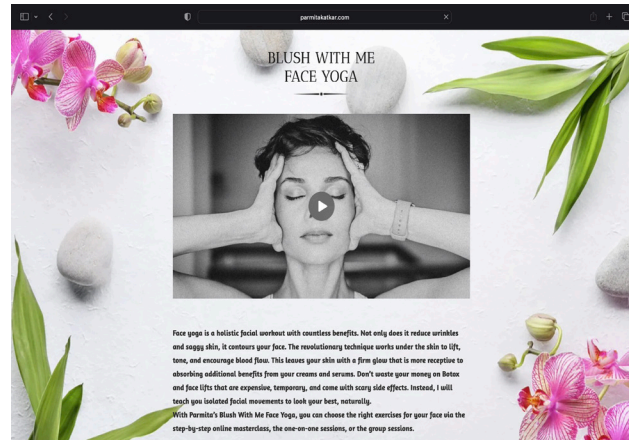 parmitakatkar.com
BLUSH WITH ME
FACE YOGA
Face yoga is a holistic facial workout with countless benefits. Not only does it reduce wrinkles
and saggy skin, it contours your face. The revolutionary technique works under the skin to lift,
tone, and encourage blood flow. This leaves your skin with a firm glow that is more receptive to
absorbing additional benefits from your creams and serums. Don't waste your money on Botox
and face lifts that are expensive, temporary, and come with scary side effects. Instead, I will
teach you isolated facial movements to look your best, naturally.
With Parmita's Blush With Me Face Yoga, you can choose the right exercises for your face via the
step-by-step online masterclass, the one-on-one sessions, or the group sessions.